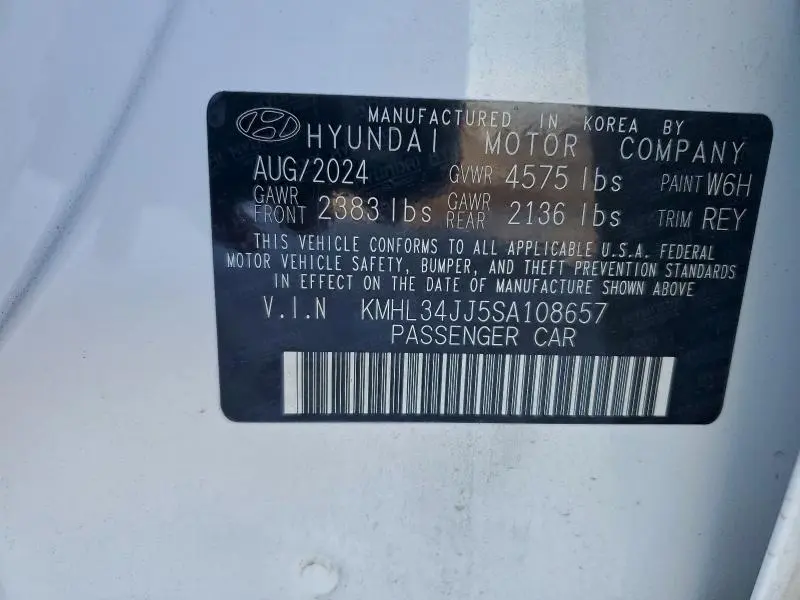 MANUFACTURED IN KOREA BY
HYUNDAI MOTOR COMPANY
AUG/2024 GVWR 4575 lbs PAINT W6H
GAWR FRONT 2383 lbs GAWR REAR 2136 lbs TRIM REY
THIS VEHICLE CONFORMS TO ALL APPLICABLE U.S.A. FEDERAL
MOTOR VEHICLE SAFETY, BUMPER, AND THEFT PREVENTION STANDARDS
IN EFFECT ON THE DATE OF MANUFACTURE SHOWN ABOVE
V.I.N KMHL34JJ5SA108657
PASSENGER CAR